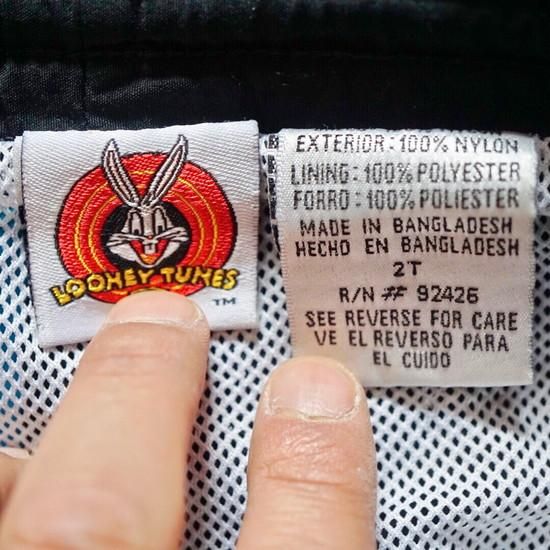 LOONEY TUNES
TM
EXTERIOR: 100% NYLON
LINING: 100% POLYESTER
FORRO: 100% POLIESTER
MADE IN BANGLADESH
HECHO EN BANGLADESH
2T
R/N # 92426
SEE REVERSE FOR CARE
VE EL REVERSO PARA
EL CUIDO